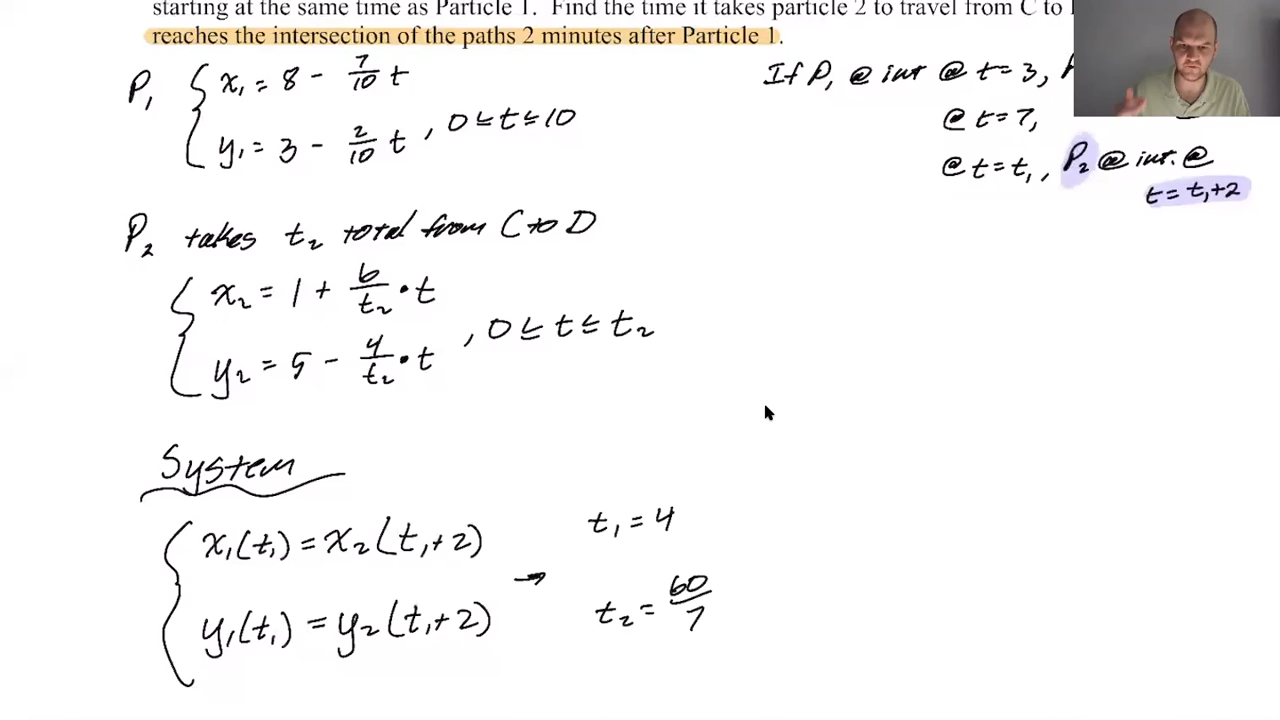 starting at the same time as Particle 1. Find the time it takes particle 2 to travel from C to
reaches the intersection of the paths 2 minutes after Particle 1.
P₁ { x₁ = 8 - 7/10 t
y₁ = 3 - 2/10 t , 0 ≤ t ≤ 10
If P₁ @ int @ t = 3,
@ t = 7,
@ t = t₁, P₂ @ int. @
t = t₁+2
P₂ takes t₂ total from C to D
{ x₂ = 1 + 6/t₂ • t
y₂ = 5 - 4/t₂ • t , 0 ≤ t ≤ t₂
System
{ x₁(t₁) = x₂(t₁+2)
y₁(t₁) = y₂(t₁+2)
→ t₁ = 4
t₂ = 60/7